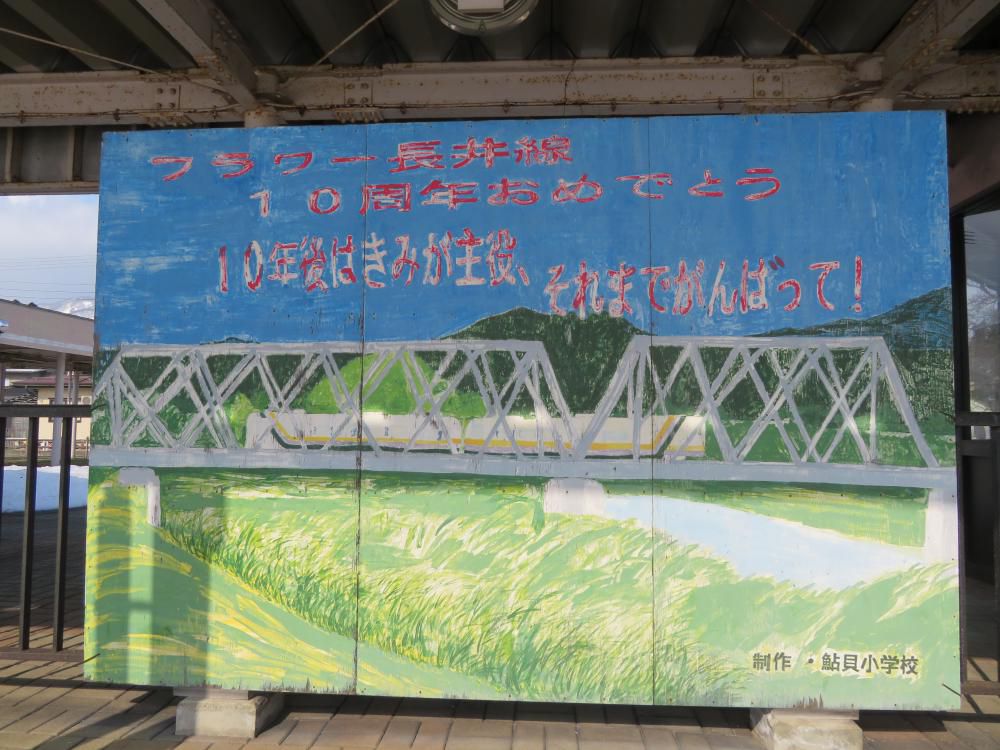 フラワー長井線
10周年おめでとう
10年後はきみが主役、それまでがんばって!
制作・鮎貝小学校